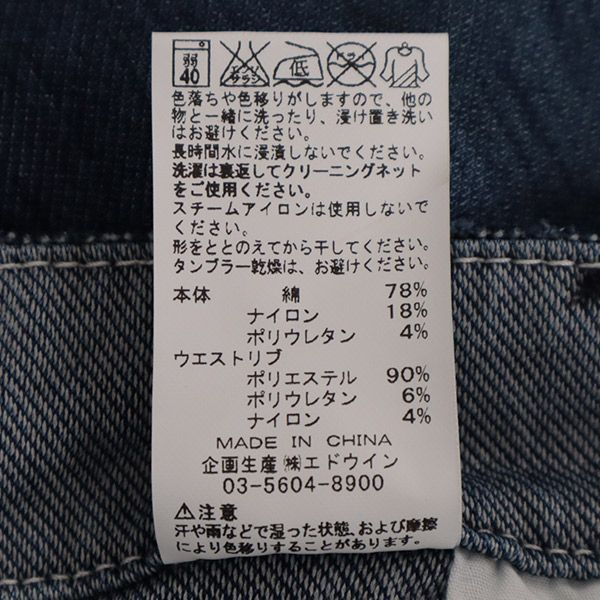 弱
40
エンソ
サラシ
低
色落ちや色移りがしますので、他の
物と一緒に洗ったり、浸け置き洗い
はお避けください。
長時間水に浸漬しないでください。
洗濯は裏返してクリーニングネット
をご使用ください。
スチームアイロンは使用しないで
ください。
形をととのえてから干してください。
タンブラー乾燥は、お避けください。
本体 綿 78%
ナイロン 18%
ポリウレタン 4%
ウエストリブ
ポリエステル 90%
ポリウレタン 6%
ナイロン 4%
MADE IN CHINA
企画生産 ㈱エドウイン
03-5604-8900
⚠注意
汗や雨などで湿った状態、および摩擦
により色移りすることがあります。